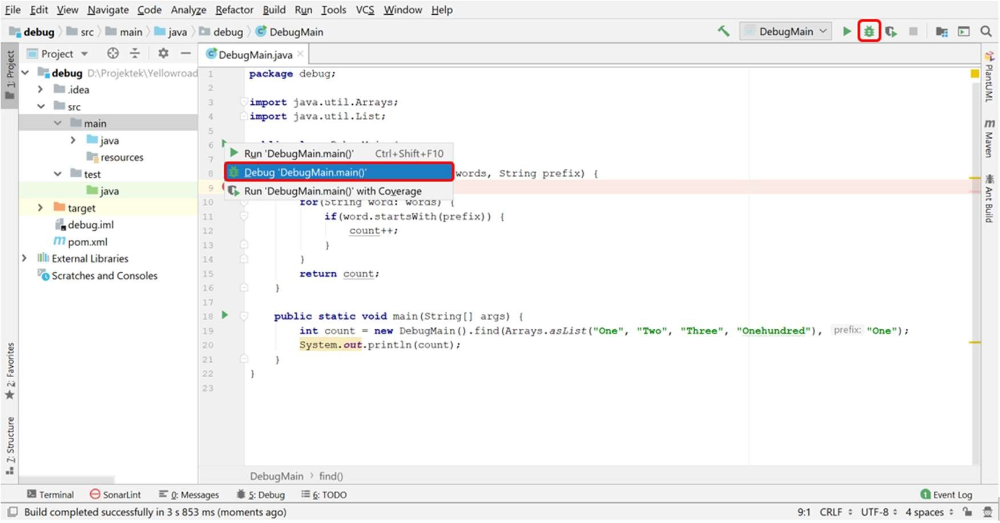 File Edit View Navigate Code Analyze Refactor Build Run Tools VCS Window Help
debug src main java debug DebugMain
DebugMain
1: Project
Project
DebugMain.java
debug D:\Projektek\Yellowroad
.idea
src
main
java
resources
test
java
target
debug.iml
pom.xml
External Libraries
Scratches and Consoles
2: Favorites
7: Structure
1 package debug;
2
3 import java.util.Arrays;
4 import java.util.List;
5
6
7
8 words, String prefix) {
9
10 for(String word: words) {
11 if(word.startsWith(prefix)) {
12 count++;
13 }
14 }
15 return count;
16 }
17
18 public static void main(String[] args) {
19 int count = new DebugMain().find(Arrays.asList("One", "Two", "Three", "Onehundred"), prefix: "One");
20 System.out.println(count);
21 }
22 }
23
Run 'DebugMain.main()' Ctrl+Shift+F10
Debug 'DebugMain.main()'
Run 'DebugMain.main()' with Coverage
PlantUML
m Maven
Ant Build
DebugMain find()
Terminal SonarLint 0: Messages 5: Debug 6: TODO 1 Event Log
Build completed successfully in 3 s 853 ms (moments ago) 9:1 CRLF UTF-8 4 spaces